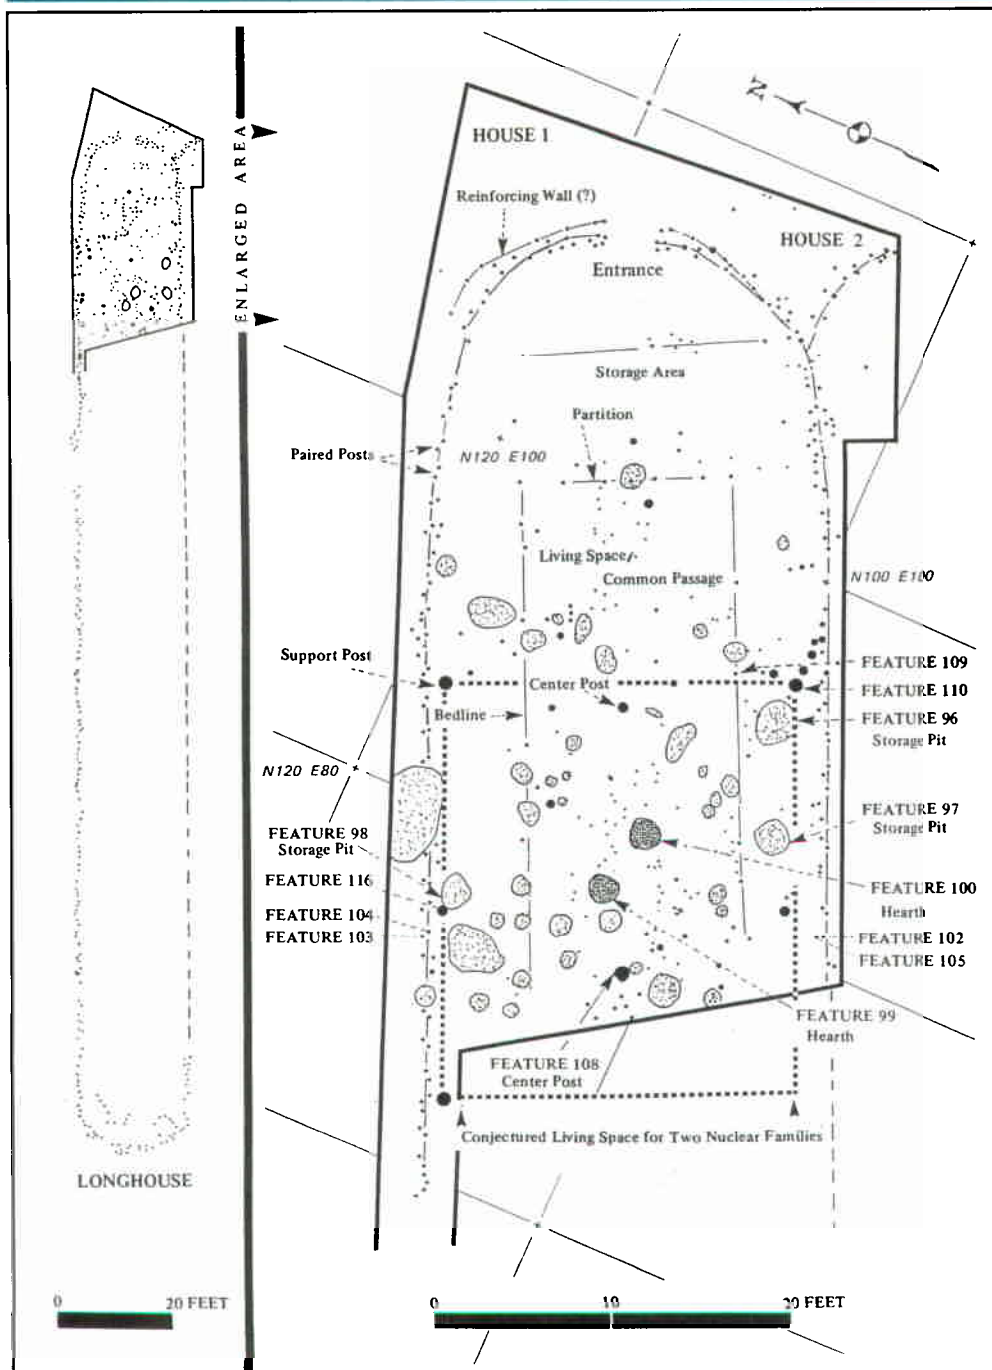 ENLARGED AREA
LONGHOUSE
0 20 FEET
N
HOUSE 1
Reinforcing Wall (?)
HOUSE 2
Entrance
Storage Area
Partition
Paired Posts
N120 E100
Living Space/
Common Passage
N100 E100
Support Post
Center Post
Bedline
FEATURE 109
FEATURE 110
FEATURE 96
Storage Pit
N120 E80
FEATURE 98
Storage Pit
FEATURE 97
Storage Pit
FEATURE 116
FEATURE 104
FEATURE 103
FEATURE 100
Hearth
FEATURE 102
FEATURE 105
FEATURE 99
Hearth
FEATURE 108
Center Post
Conjectured Living Space for Two Nuclear Families
0 10 20 FEET